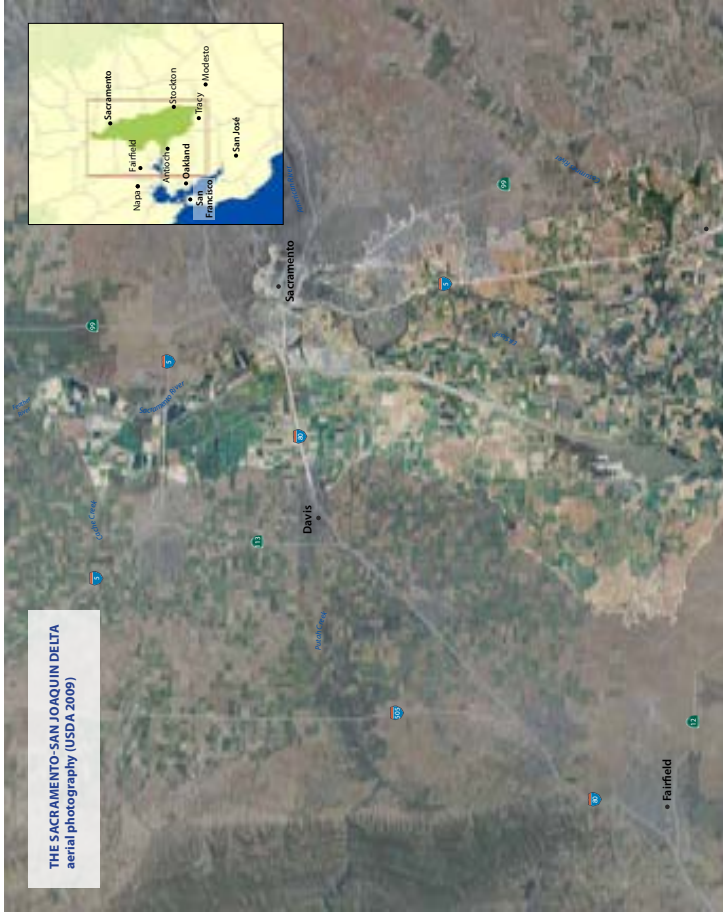 THE SACRAMENTO-SAN JOAQUIN DELTA
aerial photography (USDA 2009)
Sacramento
Fairfield
Napa
Stockton
Modesto
Tracy
Antioch
Oakland
San
Francisco
San José
5
Cache Creek
99
5
Sacramento River
113
80
Sacramento
Davis
Putah Creek
505
5
99
80
12
Fairfield